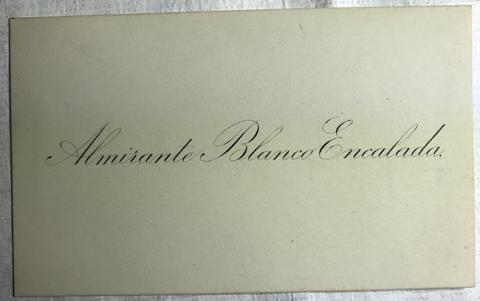 Almirante Blanco Encalada.